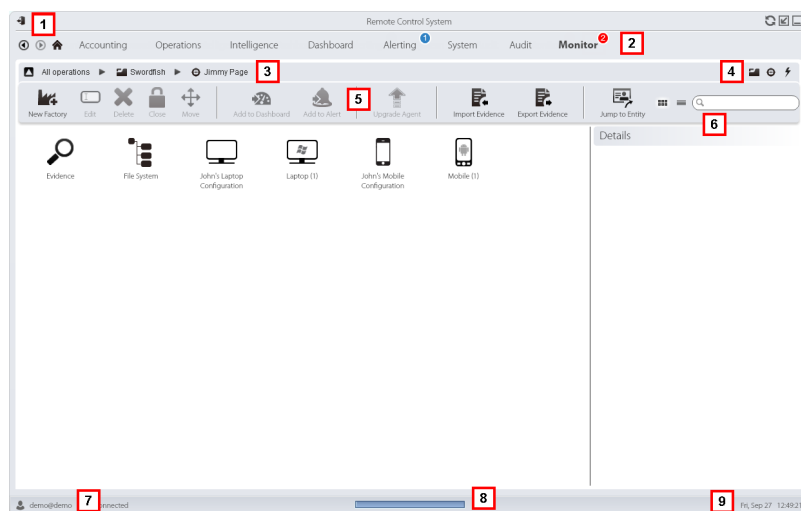 Remote Control System
1
Accounting Operations Intelligence Dashboard Alerting 1 System Audit Monitor 2 2
All operations Swordfish Jimmy Page 3 4
5
New Factory Edit Delete Close Move Add to Dashboard Add to Alert Upgrade Agent Import Evidence Export Evidence Jump to Entity
6
Details
Evidence File System John's Laptop Laptop (1) John's Mobile Mobile (1)
Configuration Configuration
demo@demo 7 onnected 8 9 Fri, Sep 27 12:49:21